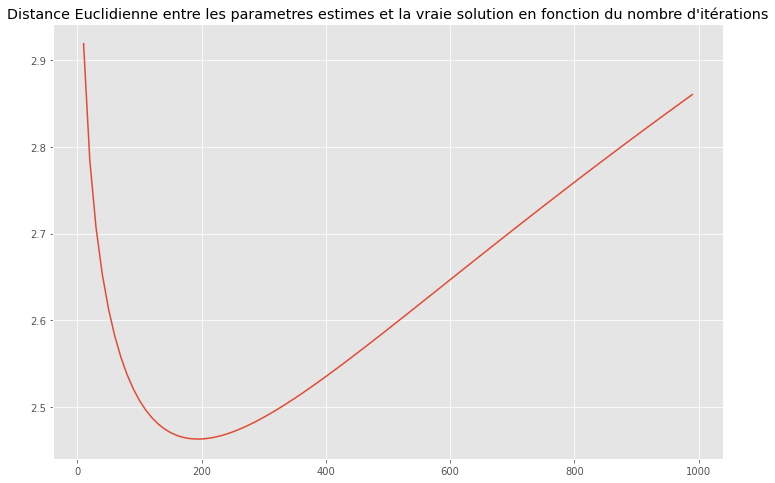 Distance Euclidienne entre les parametres estimes et la vraie solution en fonction du nombre d'itérations
2.9
2.8
2.7
2.6
2.5
0 200 400 600 800 1000